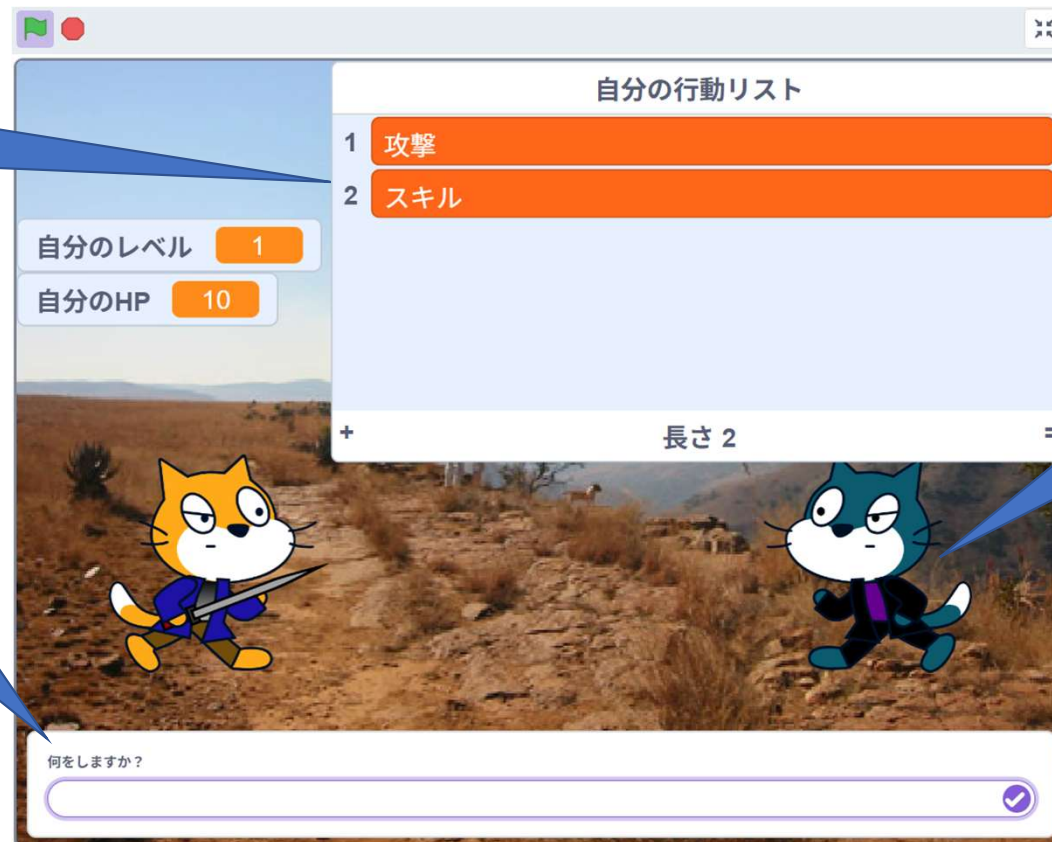 自分の行動リスト
1 攻撃
2 スキル
自分のレベル 1
自分のHP 10
+ 長さ 2 =
何をしますか？